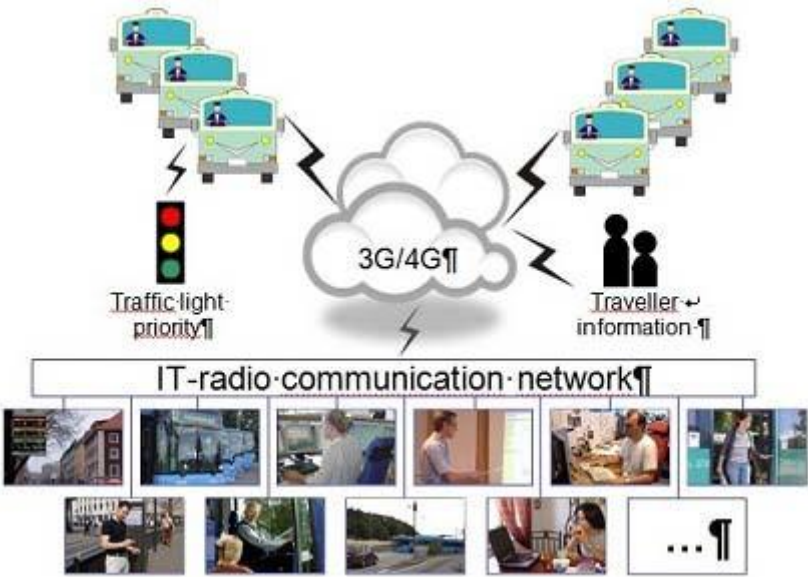 3G/4G¶
Traffic·light·
priority¶
Traveller·↵
information·¶
IT-radio·communication·network¶
...¶